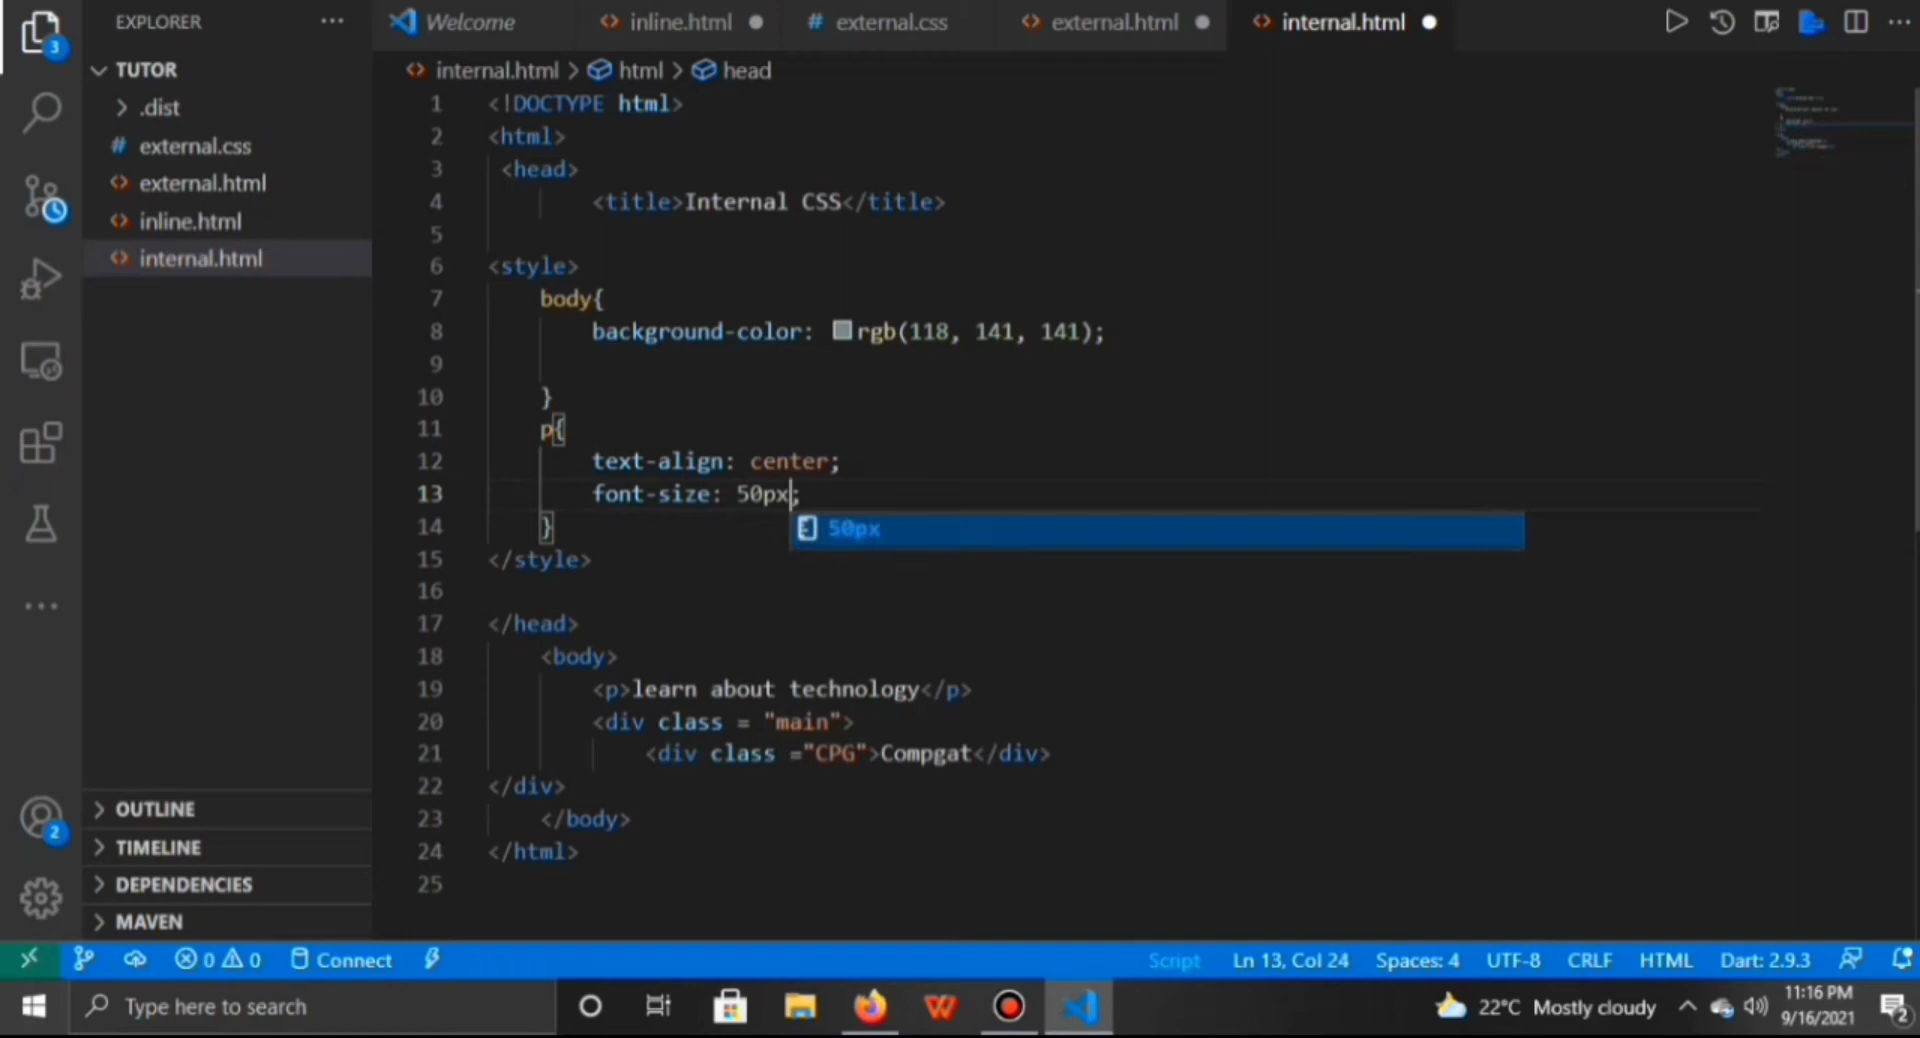 EXPLORER
Welcome
inline.html
external.css
external.html
internal.html
3
TUTOR
.dist
external.css
external.html
inline.html
internal.html
OUTLINE
TIMELINE
DEPENDENCIES
MAVEN
2
internal.html > html > head
1 <!DOCTYPE html>
2 <html>
3 <head>
4 <title>Internal CSS</title>
5
6 <style>
7 body{
8 background-color: rgb(118, 141, 141);
9
10 }
11 p{
12 text-align: center;
13 font-size: 50px;
50px
14 }
15 </style>
16
17 </head>
18 <body>
19 <p>learn about technology</p>
20 <div class = "main">
21 <div class ="CPG">Compgat</div>
22 </div>
23 </body>
24 </html>
25
0 0 Connect Script Ln 13, Col 24 Spaces: 4 UTF-8 CRLF HTML Dart: 2.9.3
Type here to search
22°C Mostly cloudy
11:16 PM
9/16/2021
2